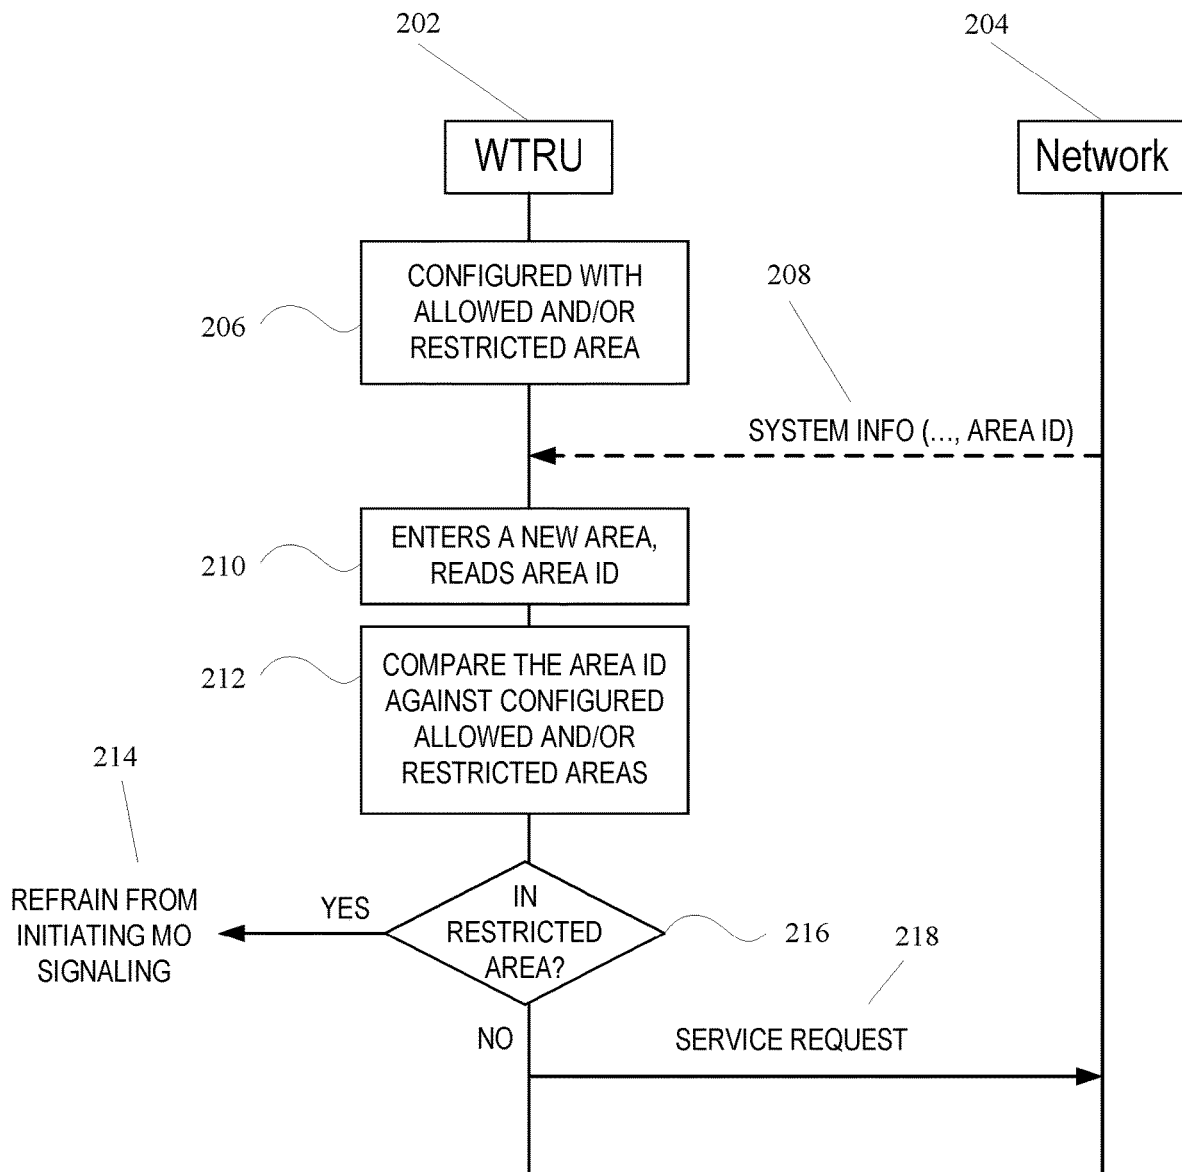 202
204
WTRU
Network
CONFIGURED WITH
ALLOWED AND/OR
RESTRICTED AREA
206
208
SYSTEM INFO (..., AREA ID)
ENTERS A NEW AREA,
READS AREA ID
210
COMPARE THE AREA ID
AGAINST CONFIGURED
ALLOWED AND/OR
RESTRICTED AREAS
212
214
REFRAIN FROM
INITIATING MO
SIGNALING
YES
IN
RESTRICTED
AREA?
216
218
NO
SERVICE REQUEST